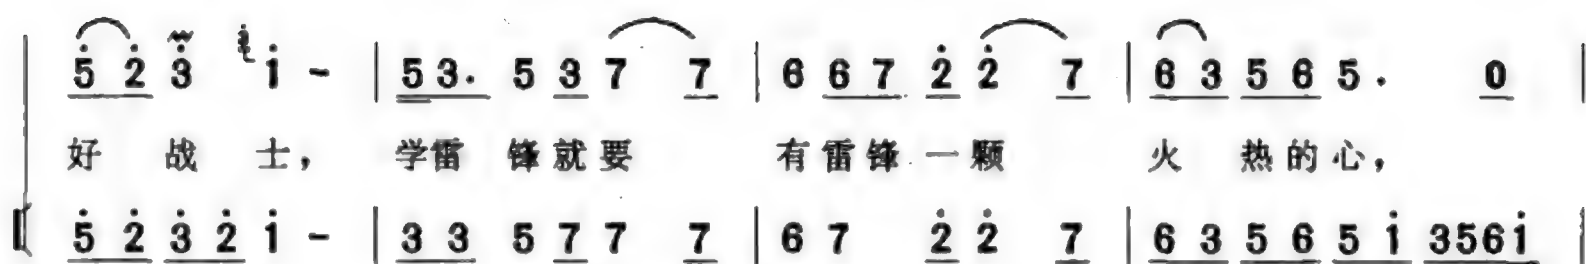 5̇ 2̇ 3̇ 1̇ - | 5 3. 5 3 7 7 | 6 6 7 2̇ 2̇ 7 | 6 3 5 6 5. 0 |
好 战 士， 学雷 锋就要 有雷锋一颗 火 热的心，
5̇ 2̇ 3̇ 2̇ 1̇ - | 3 3 5 7 7 7 | 6 7 2̇ 2̇ 7 | 6 3 5 6 5 1̇ 3561̇ |